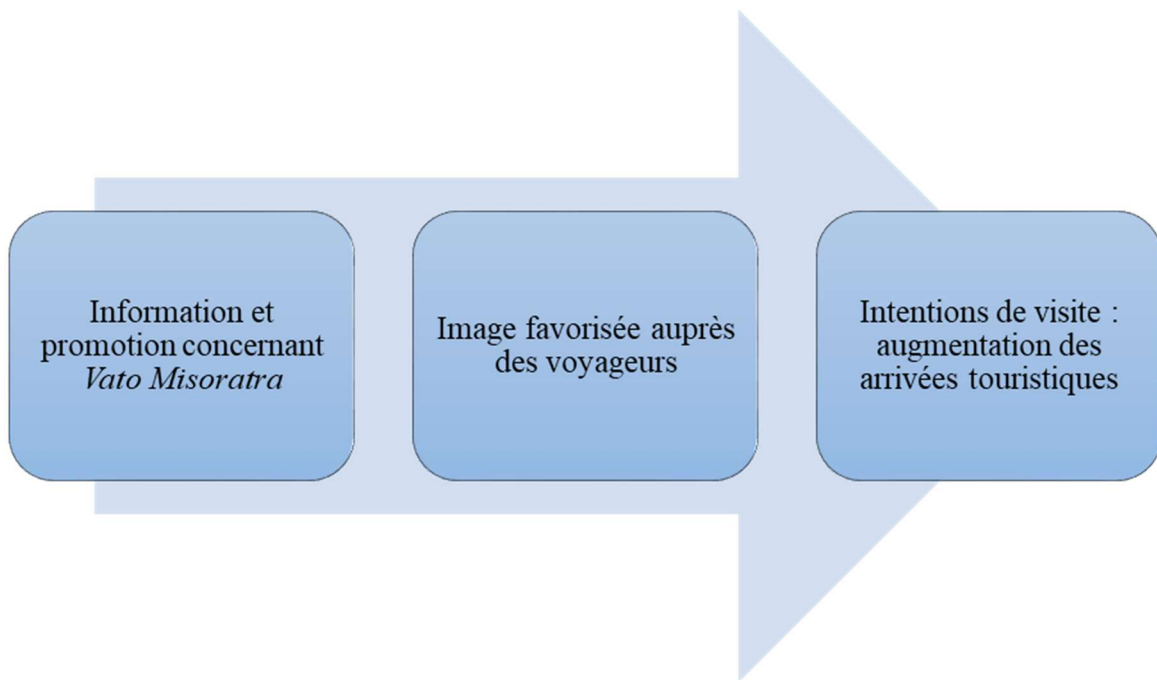 Information et
promotion concernant
Vato Misoratra
Image favorisée auprès
des voyageurs
Intentions de visite :
augmentation des
arrivées touristiques